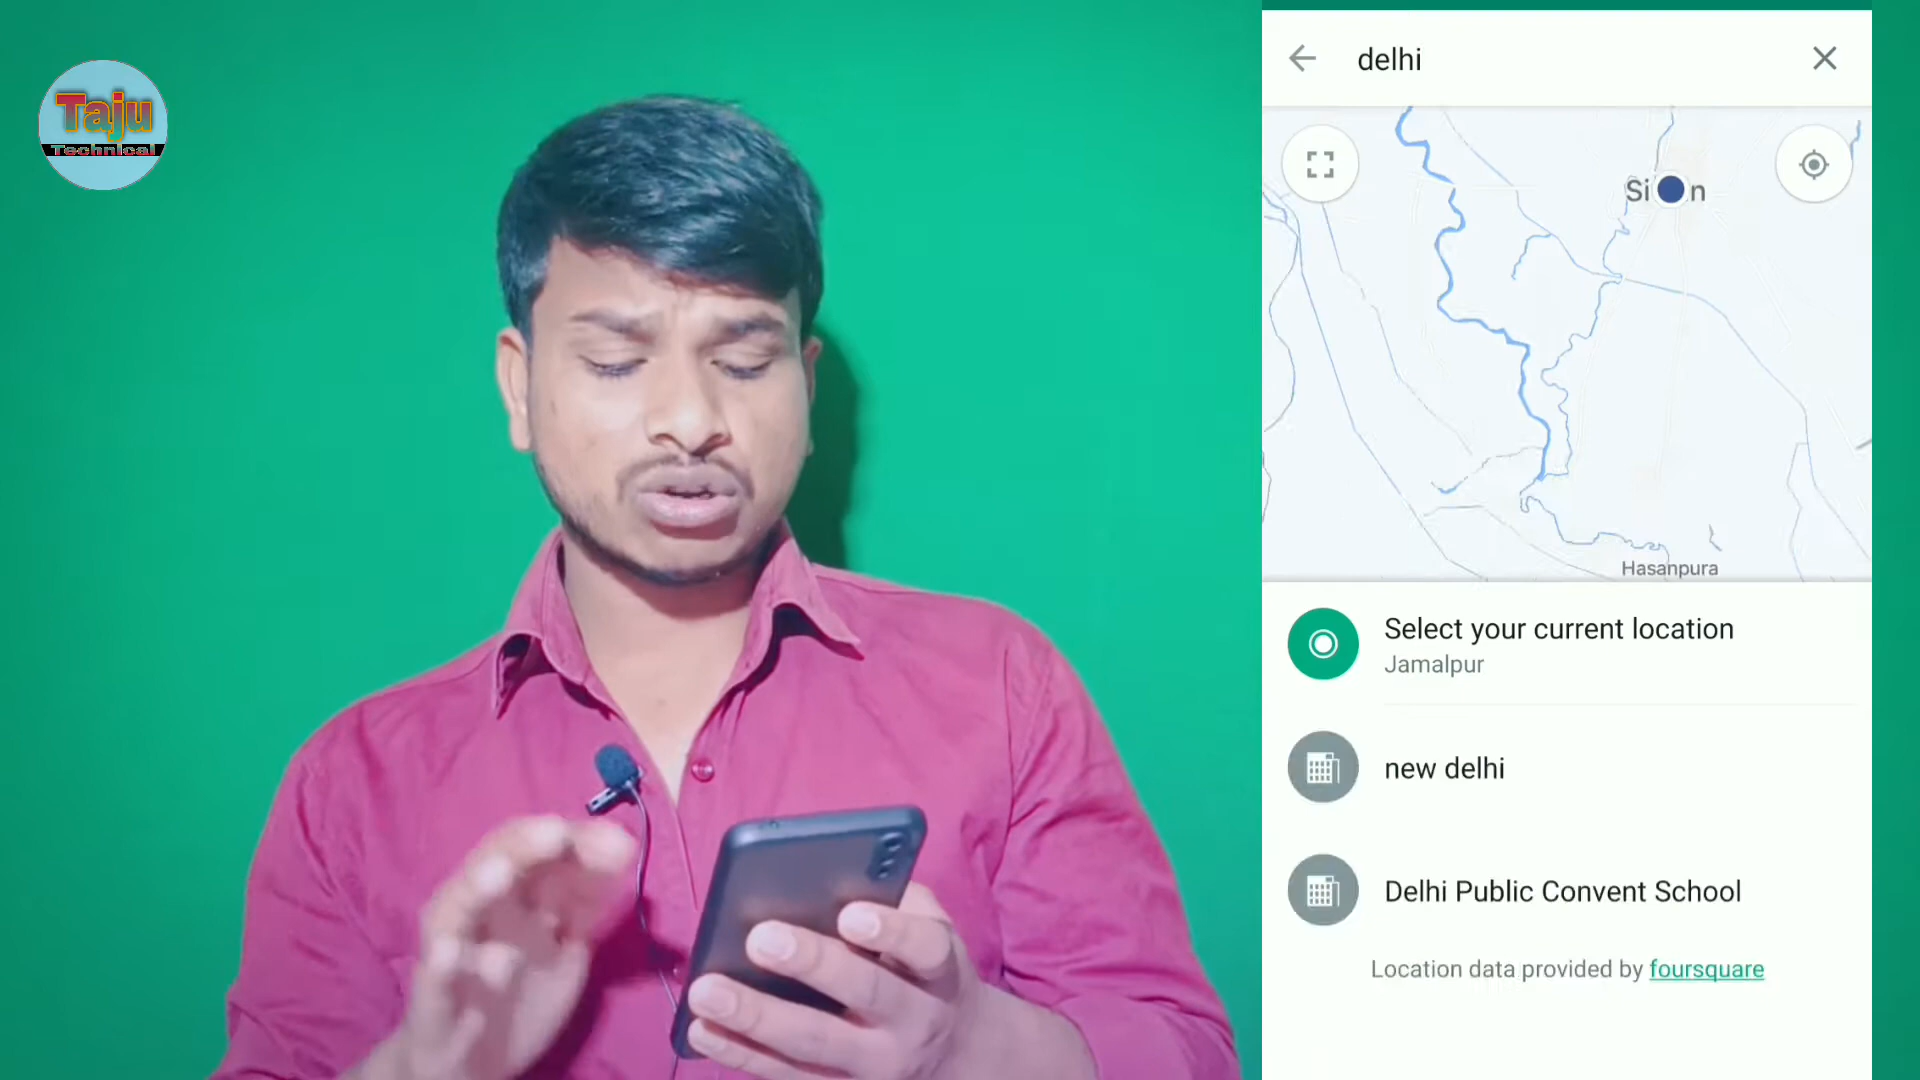 Taju
Technical
delhi
Si n
Hasanpura
Select your current location
Jamalpur
new delhi
Delhi Public Convent School
Location data provided by foursquare